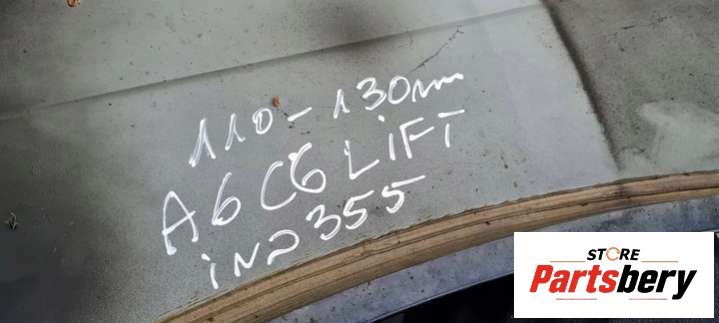 110-130mm
A6 C6 LiFT
iN2355
STORE
Partsbery